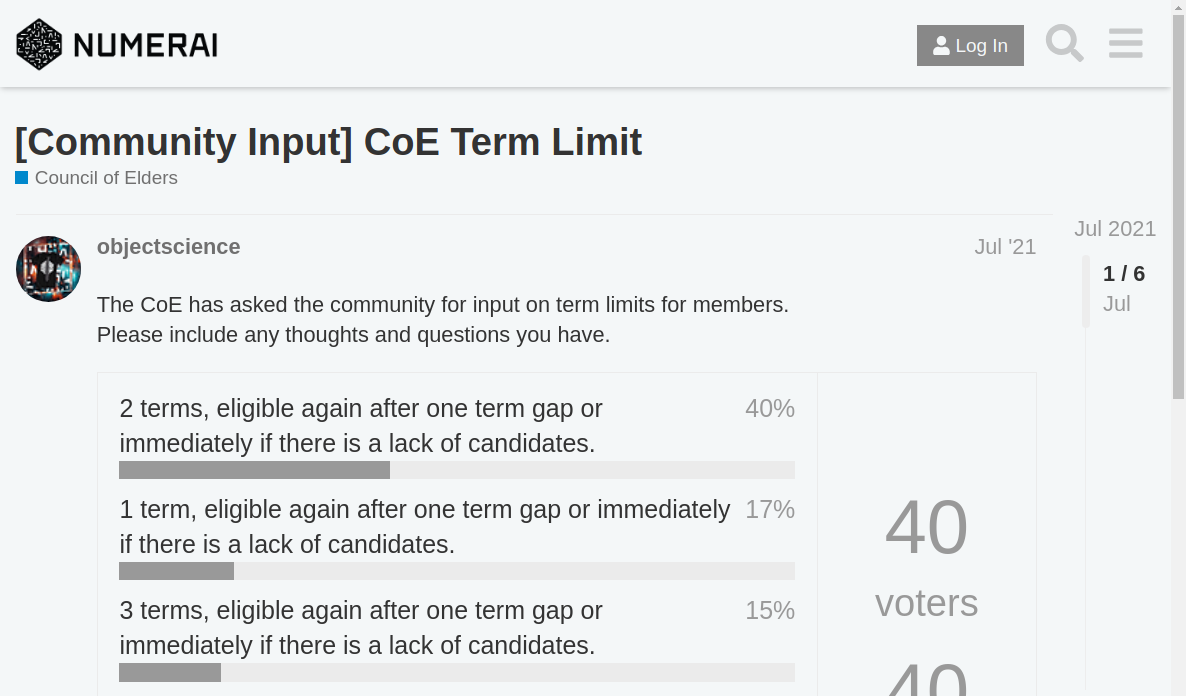 NUMERAI
Log In
[Community Input] CoE Term Limit
Council of Elders
Jul 2021
objectscience
Jul '21
1 / 6
Jul
The CoE has asked the community for input on term limits for members.
Please include any thoughts and questions you have.
2 terms, eligible again after one term gap or
immediately if there is a lack of candidates.
40%
1 term, eligible again after one term gap or immediately
if there is a lack of candidates.
17%
3 terms, eligible again after one term gap or
immediately if there is a lack of candidates.
15%
40
voters
40